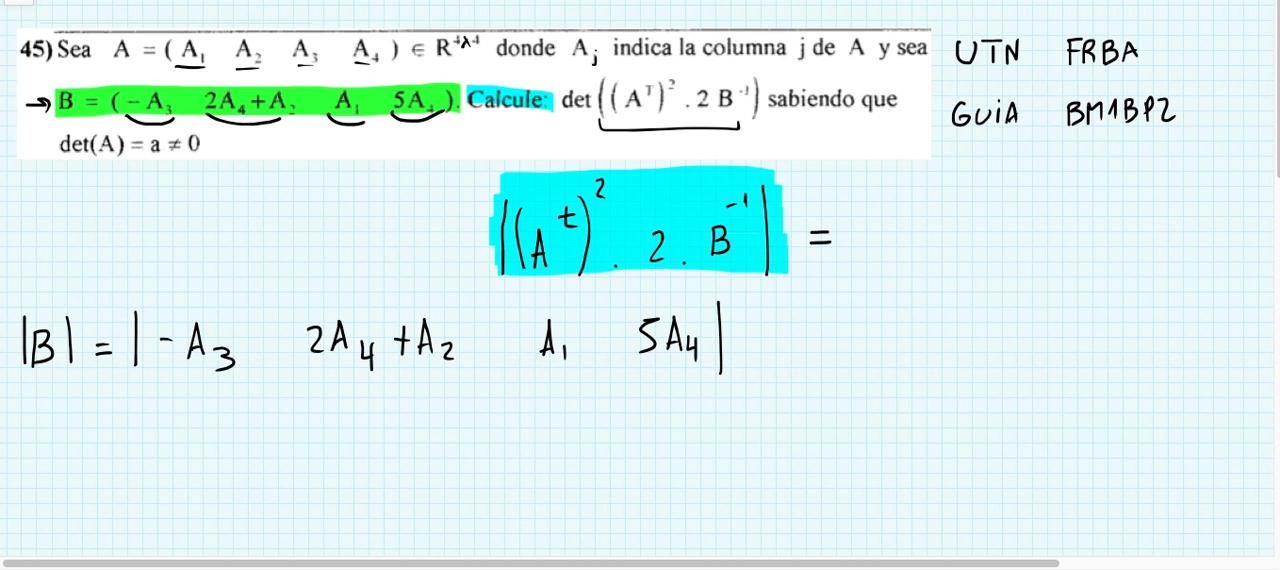 45) Sea A = ( A₁ A₂ A₃ A₄ ) ∈ R⁴ˣ⁴ donde Aⱼ indica la columna j de A y sea
→ B = ( − A₃ 2A₄ + A₂ A₁ 5A₄ ). Calcule: det ( ( Aᵀ )² . 2 B⁻¹ ) sabiendo que
det(A) = a ≠ 0
UTN FRBA
GUIA BM1BP2
|(Aᵗ)² . 2 . B⁻¹| =
|B| = | - A₃ 2A₄ + A₂ A₁ 5A₄ |